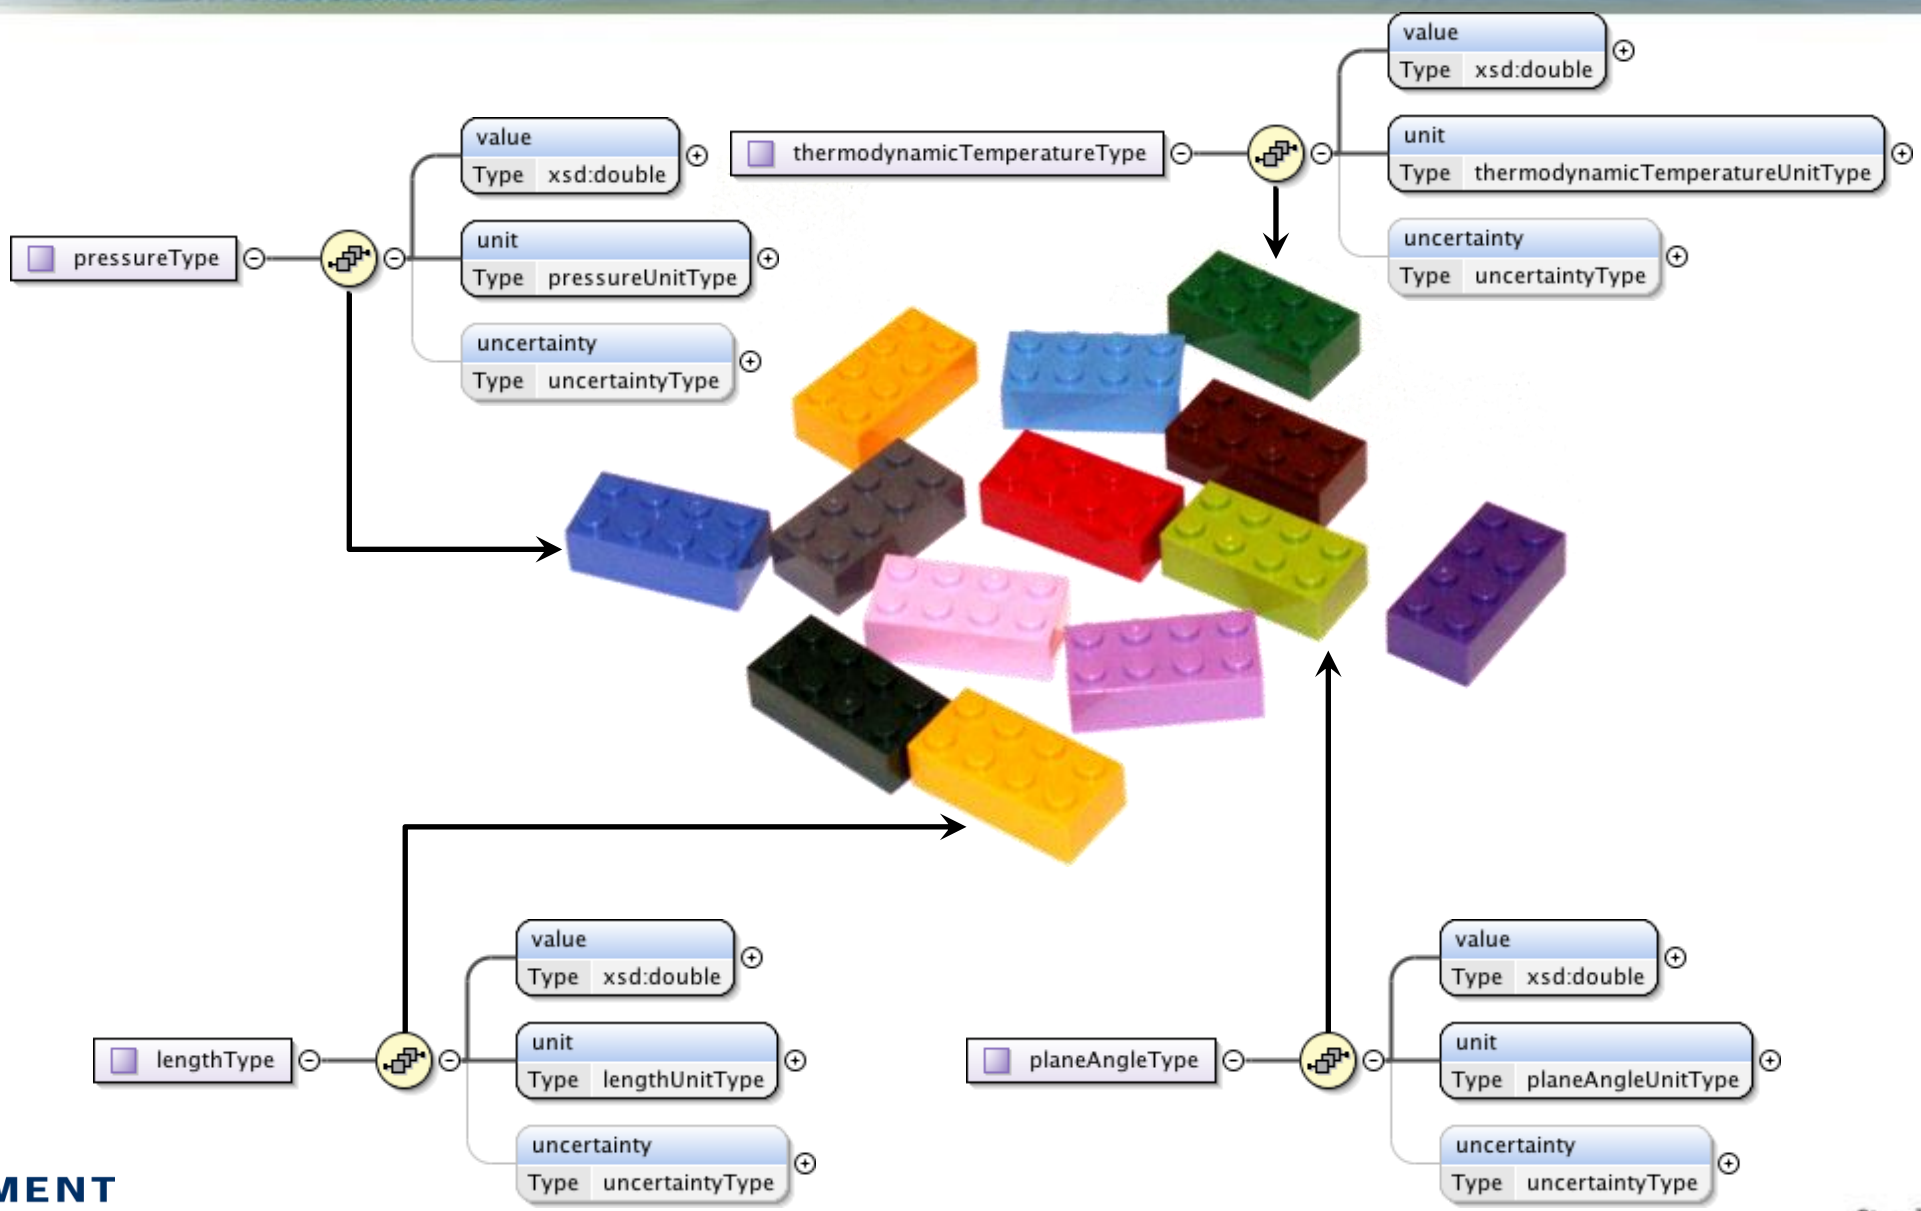 value
Type xsd:double
unit
Type thermodynamicTemperatureUnitType
uncertainty
Type uncertaintyType
thermodynamicTemperatureType
value
Type xsd:double
unit
Type pressureUnitType
uncertainty
Type uncertaintyType
pressureType
value
Type xsd:double
unit
Type lengthUnitType
uncertainty
Type uncertaintyType
lengthType
value
Type xsd:double
unit
Type planeAngleUnitType
uncertainty
Type uncertaintyType
planeAngleType
MENT